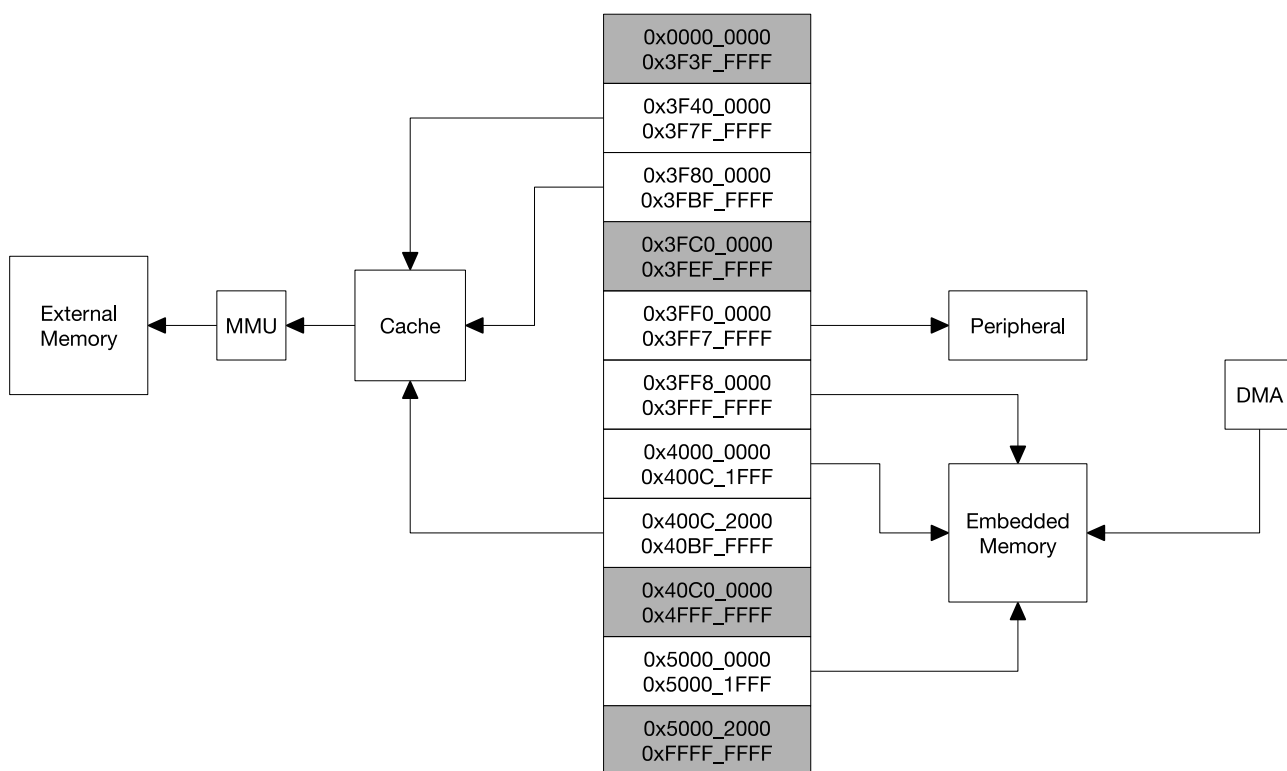 0x0000_0000
0x3F3F_FFFF
0x3F40_0000
0x3F7F_FFFF
0x3F80_0000
0x3FBF_FFFF
0x3FC0_0000
0x3FEF_FFFF
0x3FF0_0000
0x3FF7_FFFF
0x3FF8_0000
0x3FFF_FFFF
0x4000_0000
0x400C_1FFF
0x400C_2000
0x40BF_FFFF
0x40C0_0000
0x4FFF_FFFF
0x5000_0000
0x5000_1FFF
0x5000_2000
0xFFFF_FFFF
External
Memory
MMU
Cache
Peripheral
DMA
Embedded
Memory